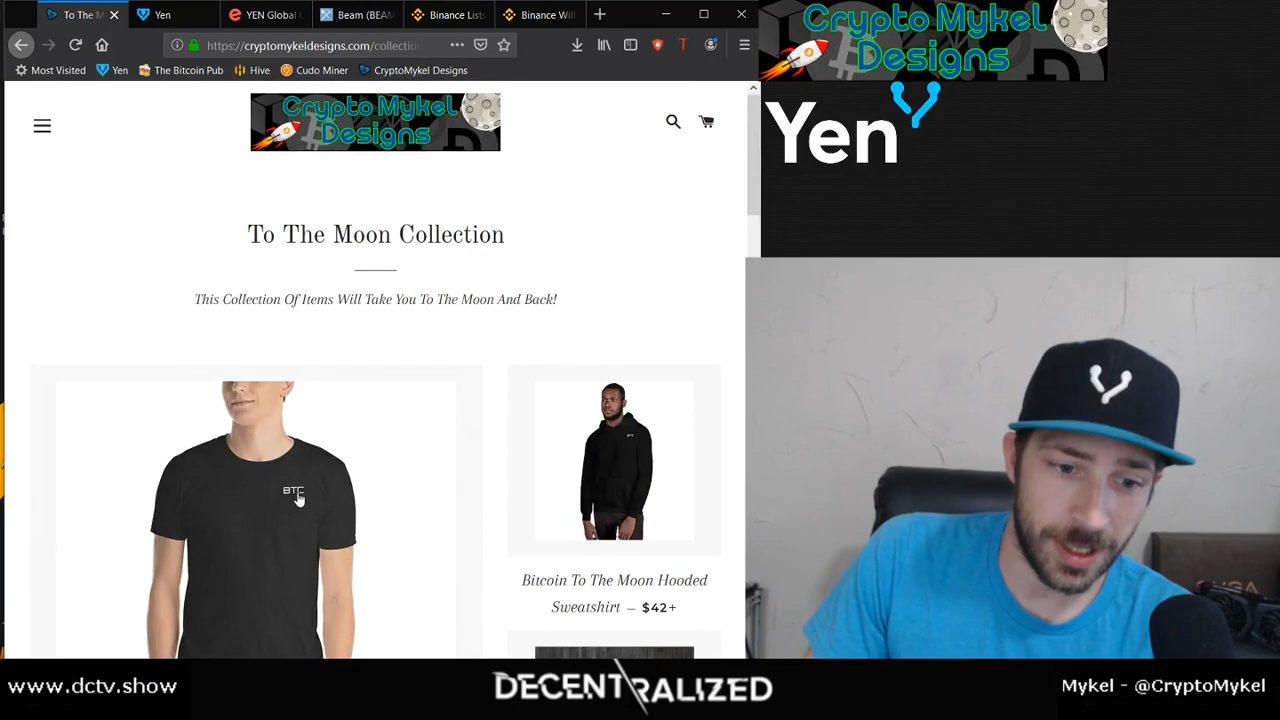 To The M
Yen
YEN Global
Beam (BEAM
Binance Lists
Binance Wil
https://cryptomykeldesigns.com/collectio
Most Visited
Yen
The Bitcoin Pub
Hive
Cudo Miner
CryptoMykel Designs
Crypto Mykel
Designs
To The Moon Collection
This Collection Of Items Will Take You To The Moon And Back!
BTC
Bitcoin To The Moon Hooded
Sweatshirt – $42+
Crypto Mykel
Designs
Yen
www.dctv.show
DECENTRALIZED
Mykel - @CryptoMykel